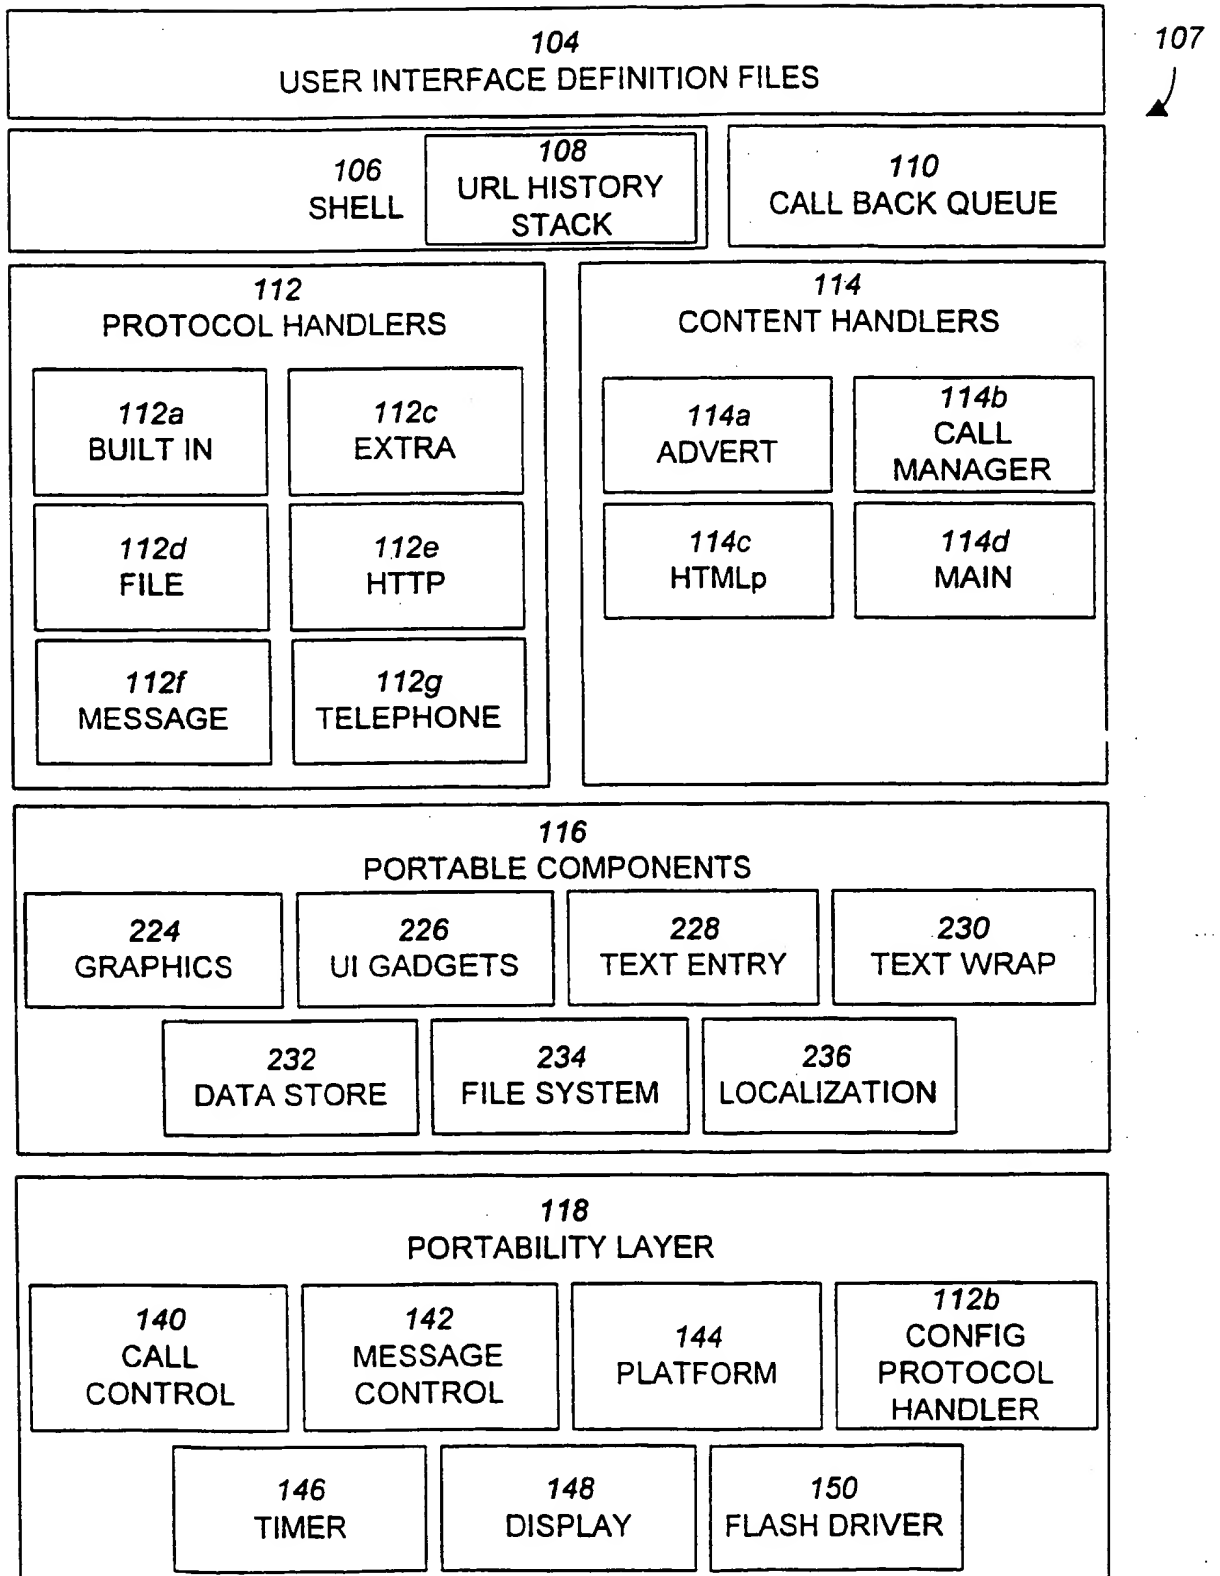 107
104
USER INTERFACE DEFINITION FILES
106
SHELL
108
URL HISTORY
STACK
110
CALL BACK QUEUE
112
PROTOCOL HANDLERS
112a
BUILT IN
112c
EXTRA
112d
FILE
112e
HTTP
112f
MESSAGE
112g
TELEPHONE
114
CONTENT HANDLERS
114a
ADVERT
114b
CALL
MANAGER
114c
HTMLp
114d
MAIN
116
PORTABLE COMPONENTS
224
GRAPHICS
226
UI GADGETS
228
TEXT ENTRY
230
TEXT WRAP
232
DATA STORE
234
FILE SYSTEM
236
LOCALIZATION
118
PORTABILITY LAYER
140
CALL
CONTROL
142
MESSAGE
CONTROL
144
PLATFORM
112b
CONFIG
PROTOCOL
HANDLER
146
TIMER
148
DISPLAY
150
FLASH DRIVER